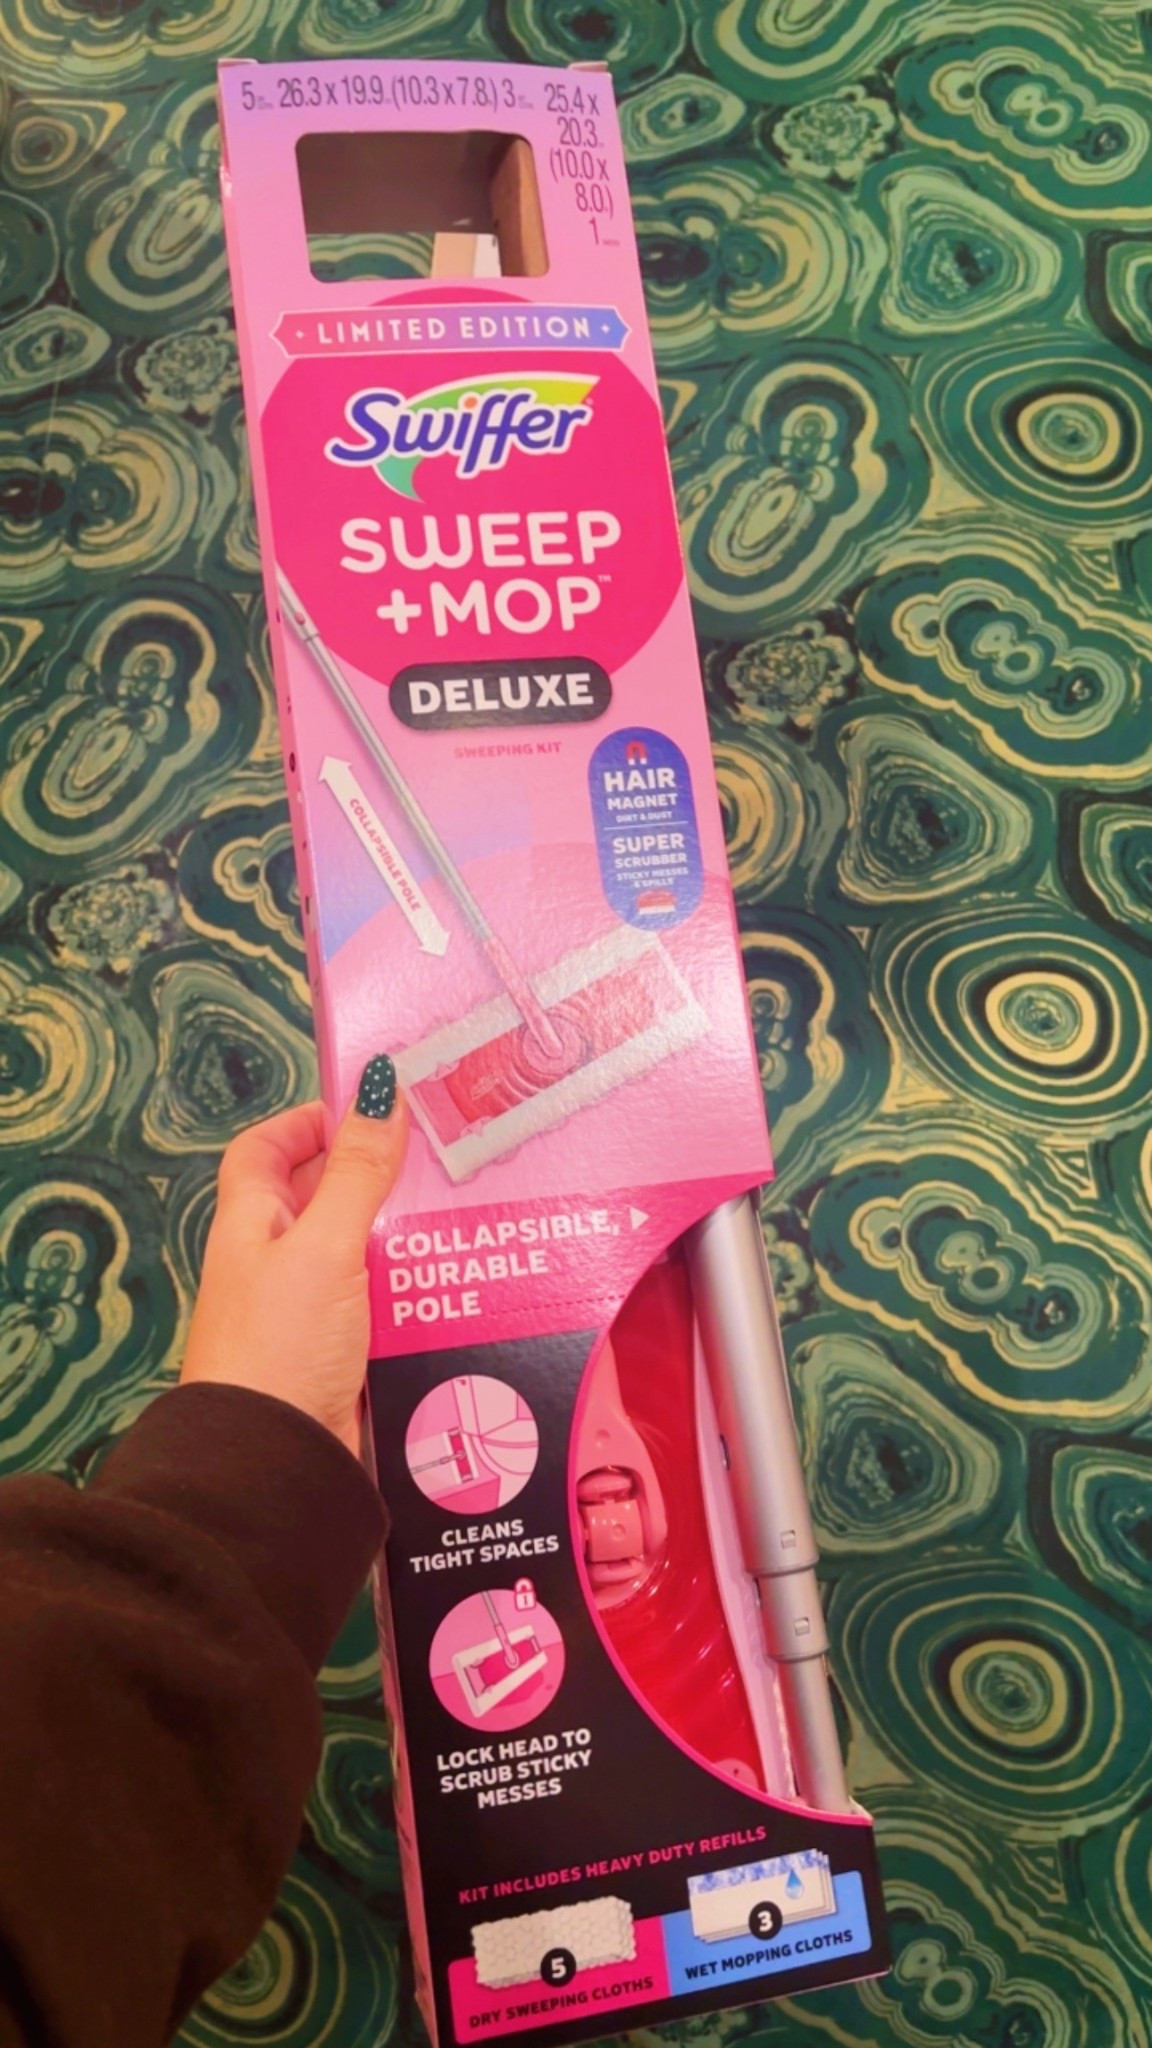 5 26.3 x 19.9 (10.3 x 7.8) 3 25.4 x
20.3
(10.0 x
8.0)
1
LIMITED EDITION
Swiffer
SWEEP
+MOP™
DELUXE
SWEEPING KIT
HAIR
MAGNET
DIRT & DUST
SUPER
SCRUBBER
STICKY MESSES
& SPILLS
COLLAPSIBLE POLE
COLLAPSIBLE,
DURABLE
POLE
CLEANS
TIGHT SPACES
LOCK HEAD TO
SCRUB STICKY
MESSES
KIT INCLUDES HEAVY DUTY REFILLS
5
DRY SWEEPING CLOTHS
3
WET MOPPING CLOTHS